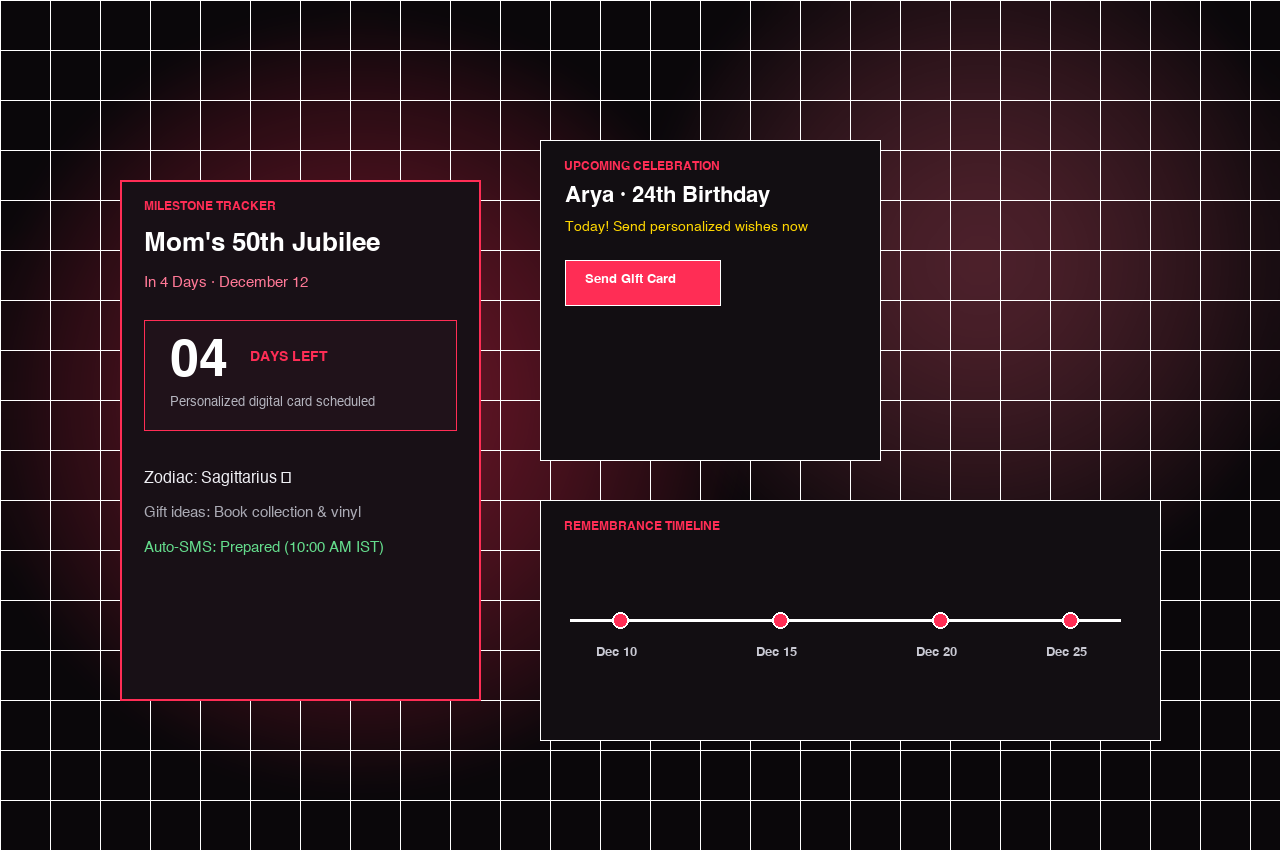 MILESTONE TRACKER
Mom's 50th Jubilee
In 4 Days · December 12
04 DAYS LEFT
Personalized digital card scheduled
Zodiac: Sagittarius
Gift ideas: Book collection & vinyl
Auto-SMS: Prepared (10:00 AM IST)
UPCOMING CELEBRATION
Arya · 24th Birthday
Today! Send personalized wishes now
Send Gift Card
REMEMBRANCE TIMELINE
Dec 10 Dec 15 Dec 20 Dec 25